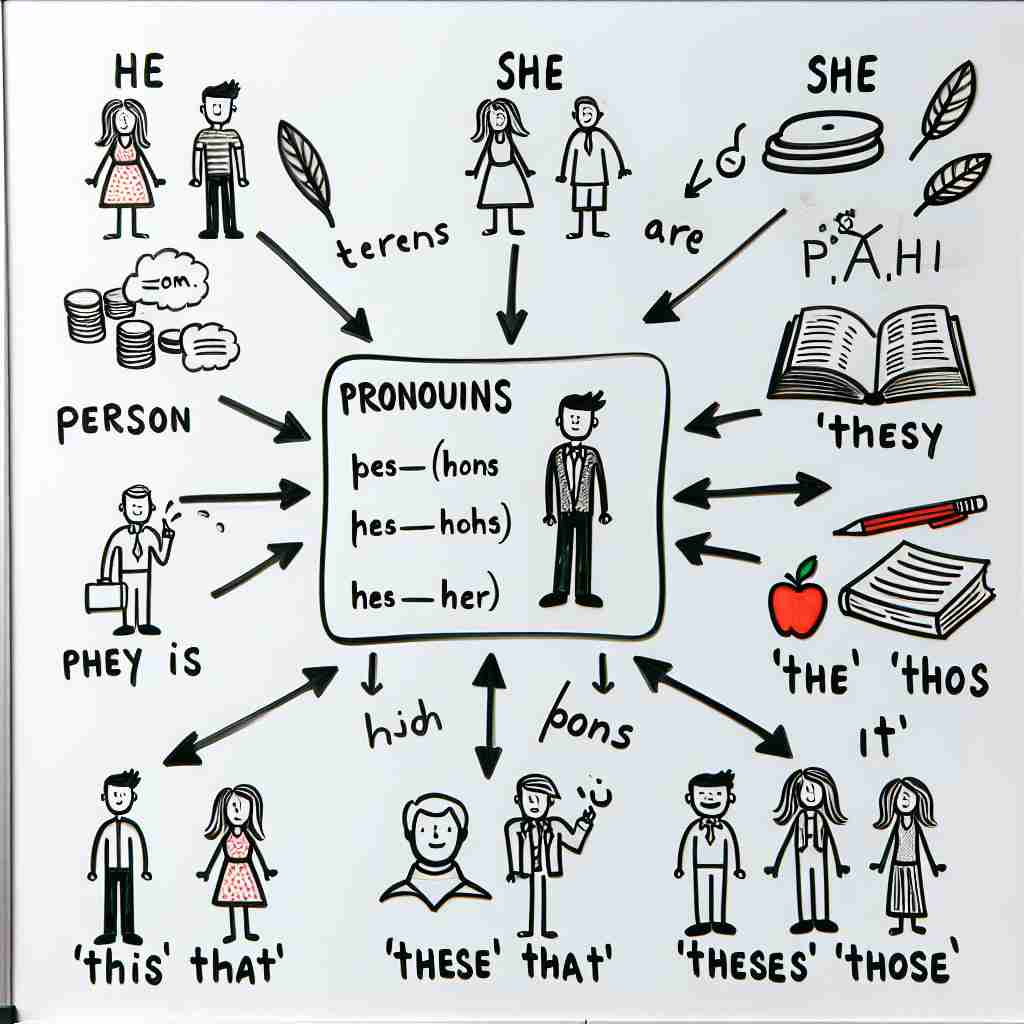 HE
SHE
SHE
terens
are
P.A.HI
=om.
PERSON
PRONOUINS
pes—(hons
hes—hohs)
hes—her)
'thesy
PHEY iS
'THE' 'THOS
iT'
hjch
pons
'this' that'
'THESE' THAT'
'THESES' 'THOSE'